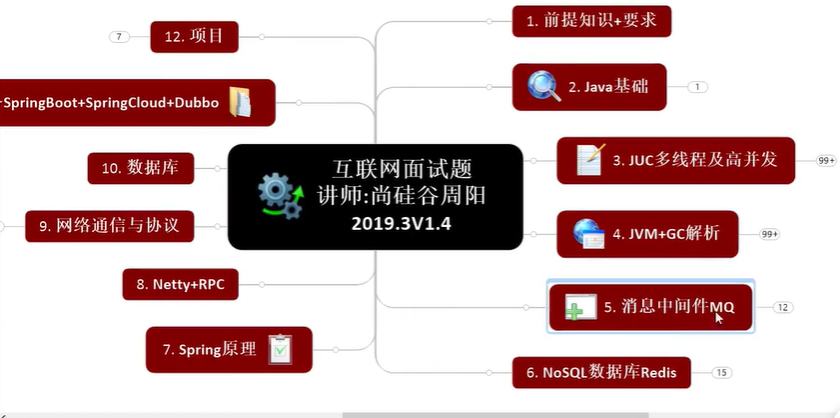 互联网面试题
讲师:尚硅谷周阳
2019.3V1.4
1. 前提知识+要求
2. Java基础
1
3. JUC多线程及高并发
99+
4. JVM+GC解析
99+
5. 消息中间件MQ
12
6. NoSQL数据库Redis
15
7. Spring原理
8. Netty+RPC
9. 网络通信与协议
10. 数据库
+SpringBoot+SpringCloud+Dubbo
12. 项目
7